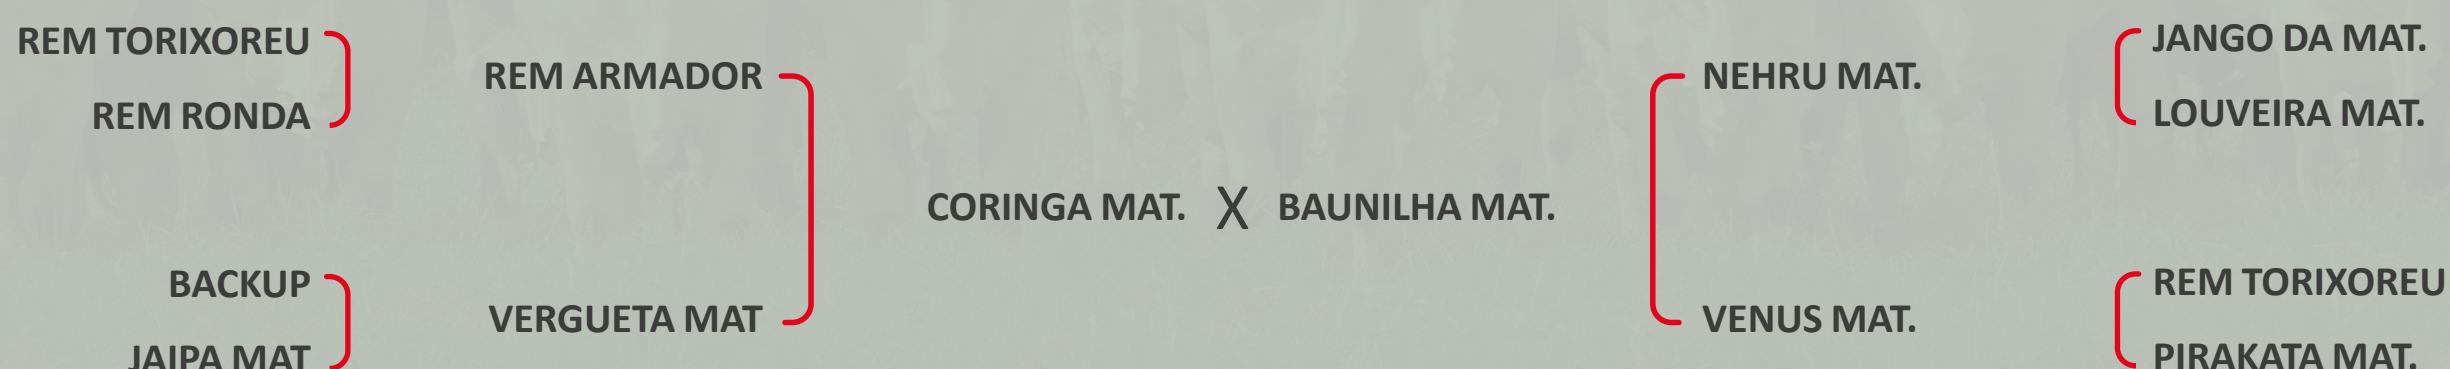 REM TORIXOREU
REM RONDA
REM ARMADOR
BACKUP
JAIPA MAT
VERGUETA MAT
CORINGA MAT. X BAUNILHA MAT.
NEHRU MAT.
JANGO DA MAT.
LOUVEIRA MAT.
VENUS MAT.
REM TORIXOREU
PIRAKATA MAT.